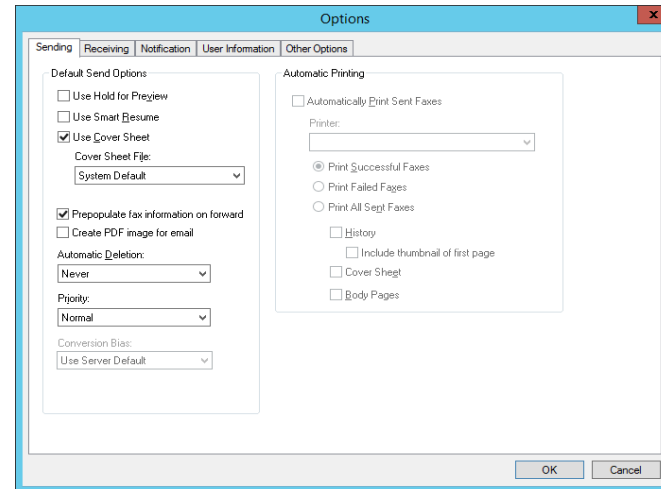 Options
x
Sending Receiving Notification User Information Other Options
Default Send Options
Use Hold for Preview
Use Smart Resume
Use Cover Sheet
Cover Sheet File:
System Default
Prepopulate fax information on forward
Create PDF image for email
Automatic Deletion:
Never
Priority:
Normal
Conversion Bias:
Use Server Default
Automatic Printing
Automatically Print Sent Faxes
Printer:
Print Successful Faxes
Print Failed Faxes
Print All Sent Faxes
History
Include thumbnail of first page
Cover Sheet
Body Pages
OK Cancel